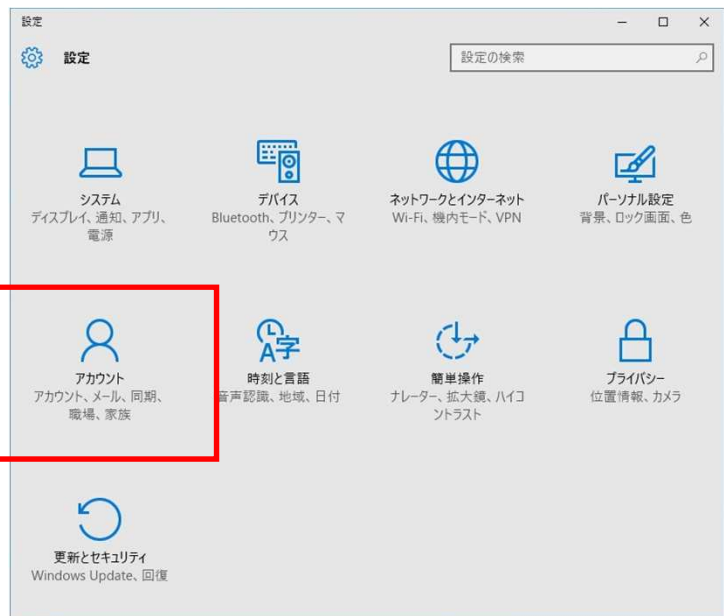 設定
設定
設定の検索
システム
ディスプレイ、通知、アプリ、
電源
デバイス
Bluetooth、プリンター、マ
ウス
ネットワークとインターネット
Wi-Fi、機内モード、VPN
パーソナル設定
背景、ロック画面、色
アカウント
アカウント、メール、同期、
職場、家族
時刻と言語
音声認識、地域、日付
簡単操作
ナレーター、拡大鏡、ハイコ
ントラスト
プライバシー
位置情報、カメラ
更新とセキュリティ
Windows Update、回復